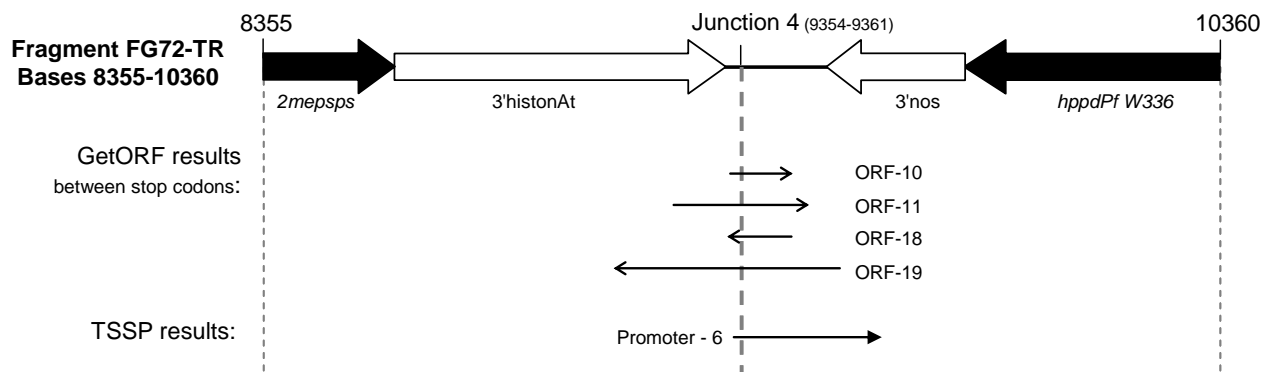 8355
Junction 4 (9354-9361)
10360
Fragment FG72-TR
Bases 8355-10360
2mepsps
3'histonAt
3'nos
hppdPf W336
GetORF results
between stop codons:
ORF-10
ORF-11
ORF-18
ORF-19
TSSP results:
Promoter - 6